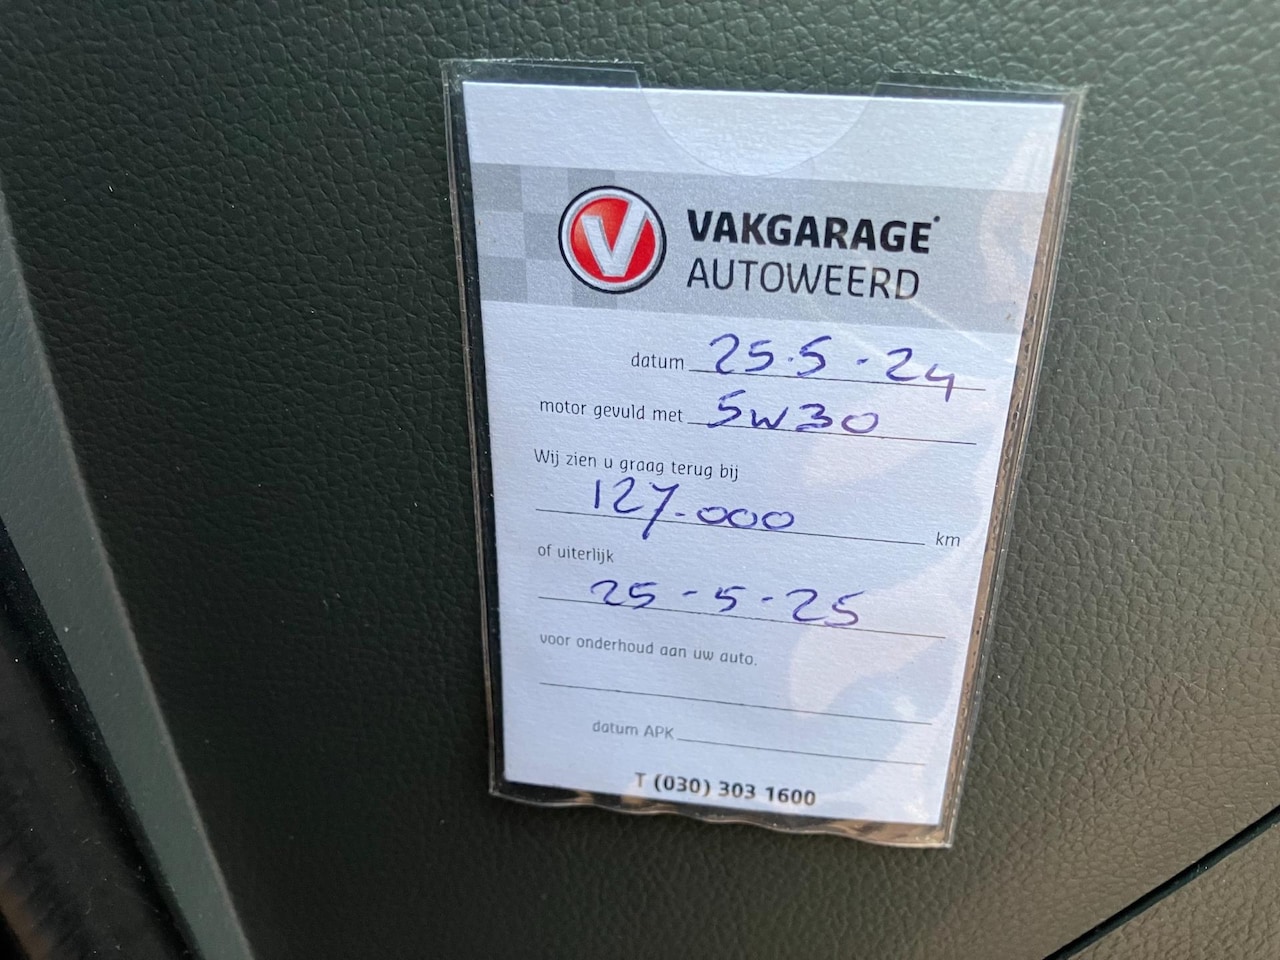 V
VAKGARAGE
AUTOWEERD
datum 25.5-24
motor gevuld met 5W30
Wij zien u graag terug bij
127.000 km
of uiterlijk
25-5-25
voor onderhoud aan uw auto.
datum APK
T (030) 303 1600